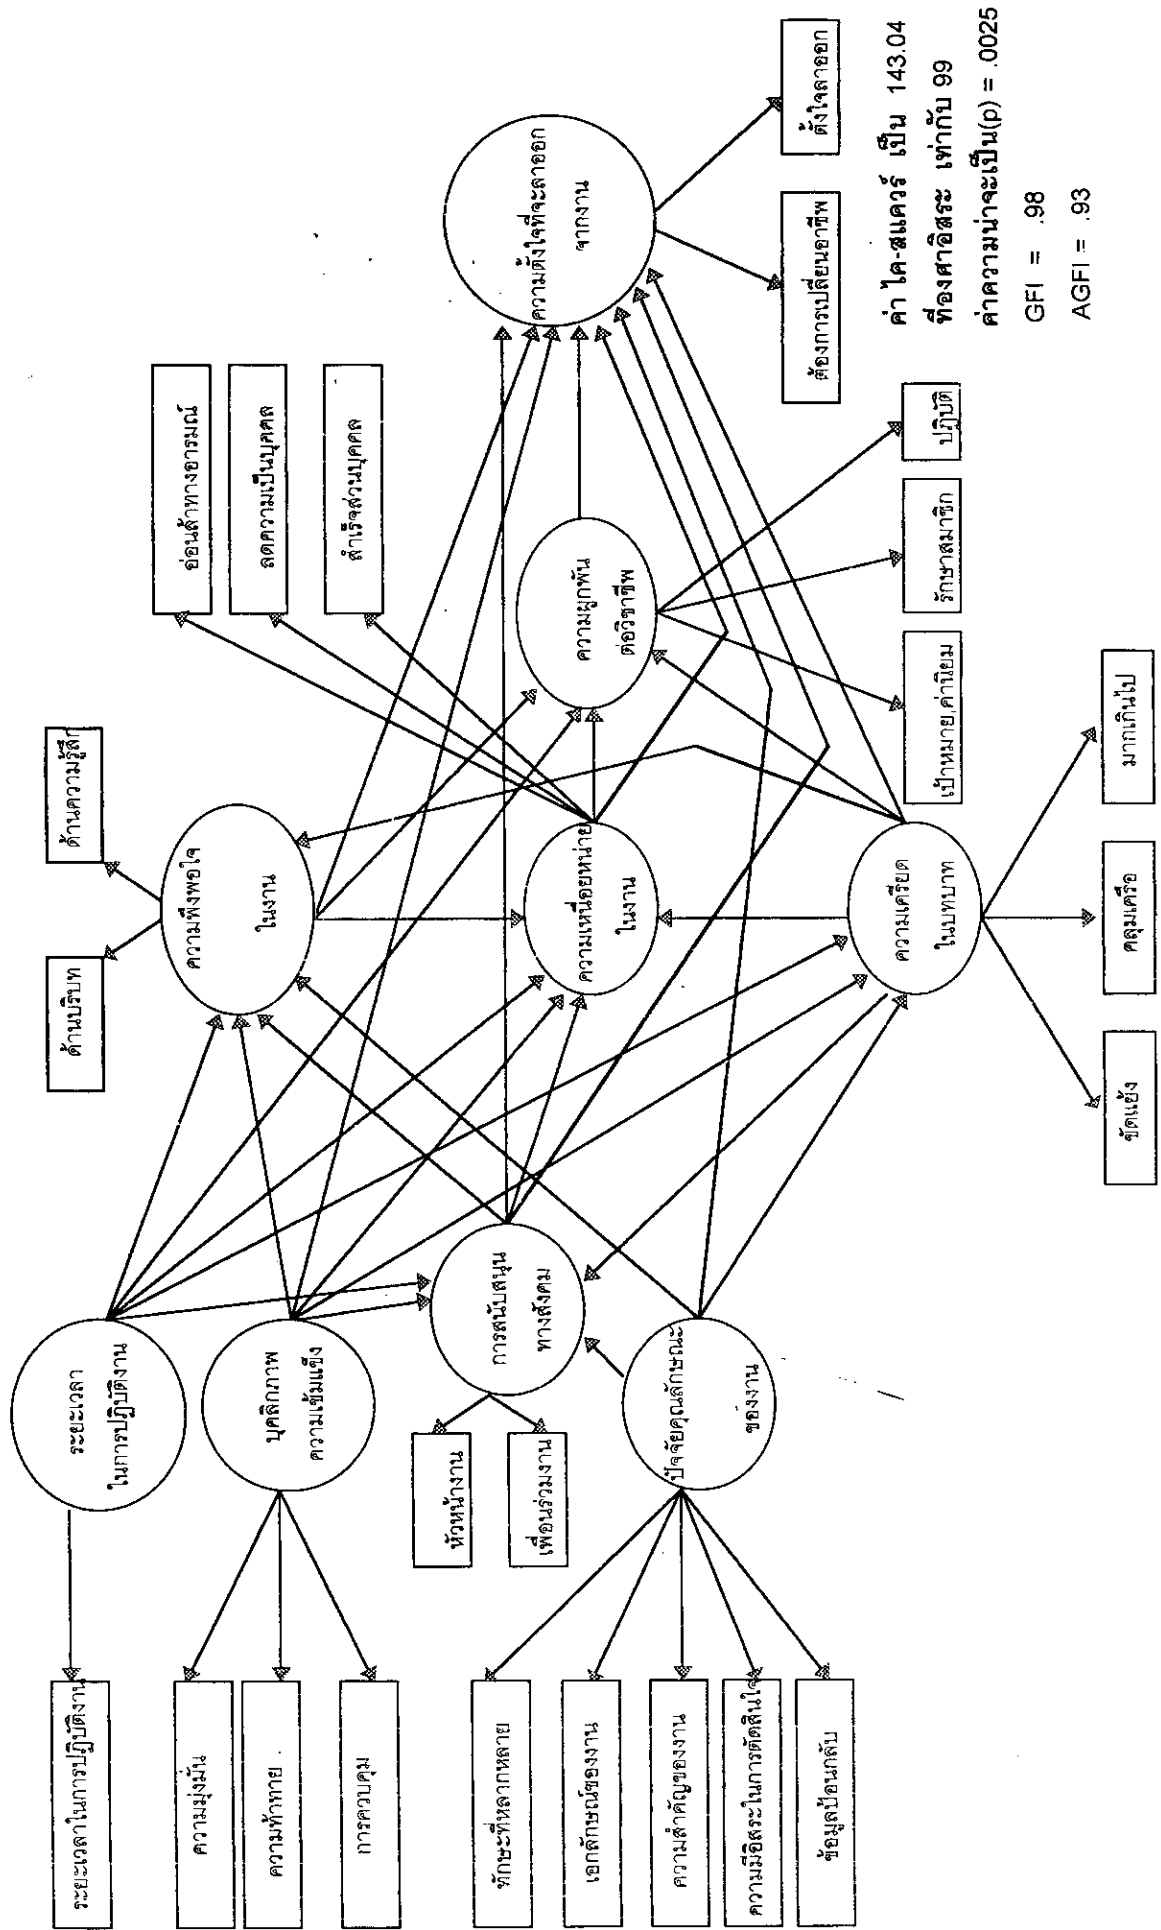 ระยะเวลาในการปฏิบัติงาน
ความมุ่งมั่น
ความท้าทาย
การควบคุม
ทักษะที่หลากหลาย
เอกลักษณ์ของงาน
ความสำคัญของงาน
ความมีอิสระในการตัดสินใจ
ข้อมูลป้อนกลับ
ระยะเวลา
ในการปฏิบัติงาน
บุคลิกภาพ
ความเข้มแข็ง
หัวหน้างาน
เพื่อนร่วมงาน
การสนับสนุน
ทางสังคม
ปัจจัยคุณลักษณะ
ของงาน
ด้านบริบท
ด้านความรู้สึก
ความพึงพอใจ
ในงาน
ความเหนื่อยหน่าย
ในงาน
ความเครียด
ในบทบาท
ขัดแย้ง
คลุมเครือ
มากเกินไป
อ่อนล้าทางอารมณ์
ลดความเป็นบุคคล
สำเร็จส่วนบุคคล
ความผูกพัน
ต่อวิชาชีพ
เป้าหมาย,ค่านิยม
รักษาสมาชิก
ปฏิบัติ
ความตั้งใจที่จะลาออก
จากงาน
ต้องการเปลี่ยนอาชีพ
ตั้งใจลาออก
ค่า ไค-สแควร์ เป็น 143.04
ที่องศาอิสระ เท่ากับ 99
ค่าความน่าจะเป็น(p) = .0025
GFI = .98
AGFI = .93